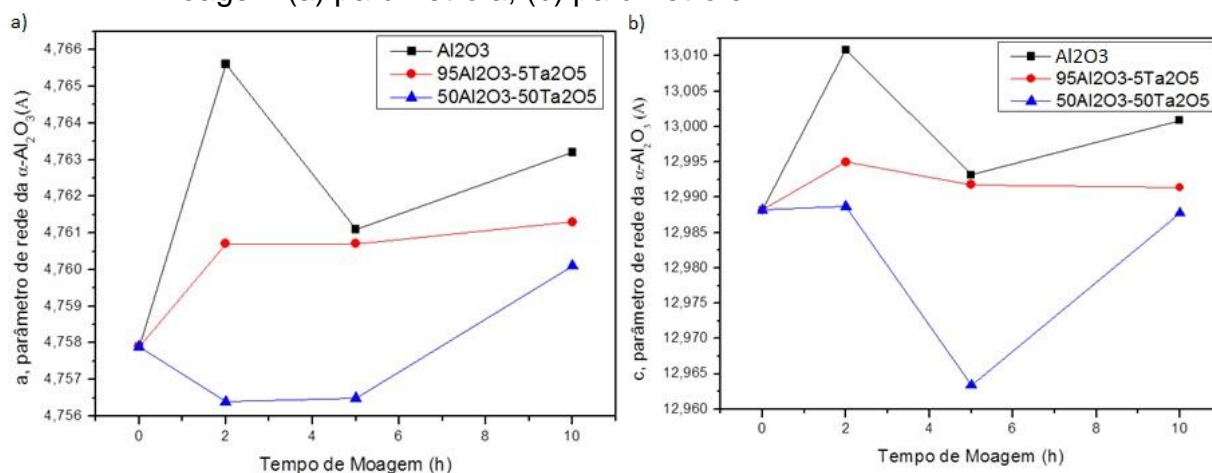 Moagem (a) parâmetro a, (b) parâmetro c
a)
4,766
4,765
4,764
4,763
4,762
4,761
4,760
4,759
4,758
4,757
4,756
a, parâmetro de rede da α-Al₂O₃(Å)
Al2O3
95Al2O3-5Ta2O5
50Al2O3-50Ta2O5
0 2 4 6 8 10
Tempo de Moagem (h)
b)
13,010
13,005
13,000
12,995
12,990
12,985
12,980
12,975
12,970
12,965
12,960
c, parâmetro de rede da α-Al₂O₃ (Å)
Al2O3
95Al2O3-5Ta2O5
50Al2O3-50Ta2O5
0 2 4 6 8 10
Tempo de Moagem (h)